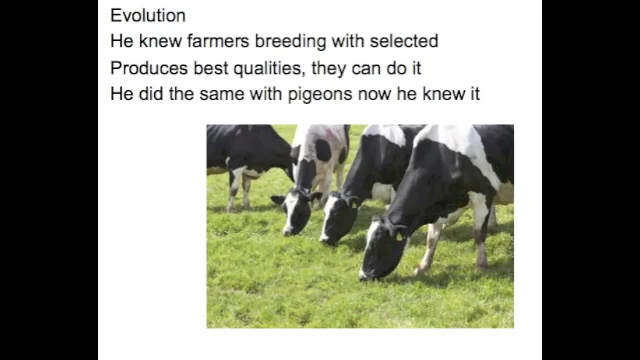 Evolution
He knew farmers breeding with selected
Produces best qualities, they can do it
He did the same with pigeons now he knew it